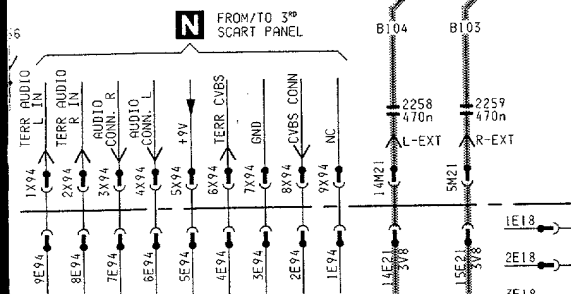 N
FROM/TO 3RD
SCART PANEL
B104
B103
TERR AUDIO
L IN
TERR AUDIO
R IN
AUDIO
CONN. R
AUDIO
CONN. L
+9V
TERR CVBS
GND
CVBS CONN
NC
2258
470n
2259
470n
L-EXT
R-EXT
1X94
2X94
3X94
4X94
5X94
6X94
7X94
8X94
9X94
14M21
5M21
9E94
8E94
7E94
6E94
5E94
4E94
3E94
2E94
1E94
14E21
3V8
15E21
3V8
1E18
2E18
3E18